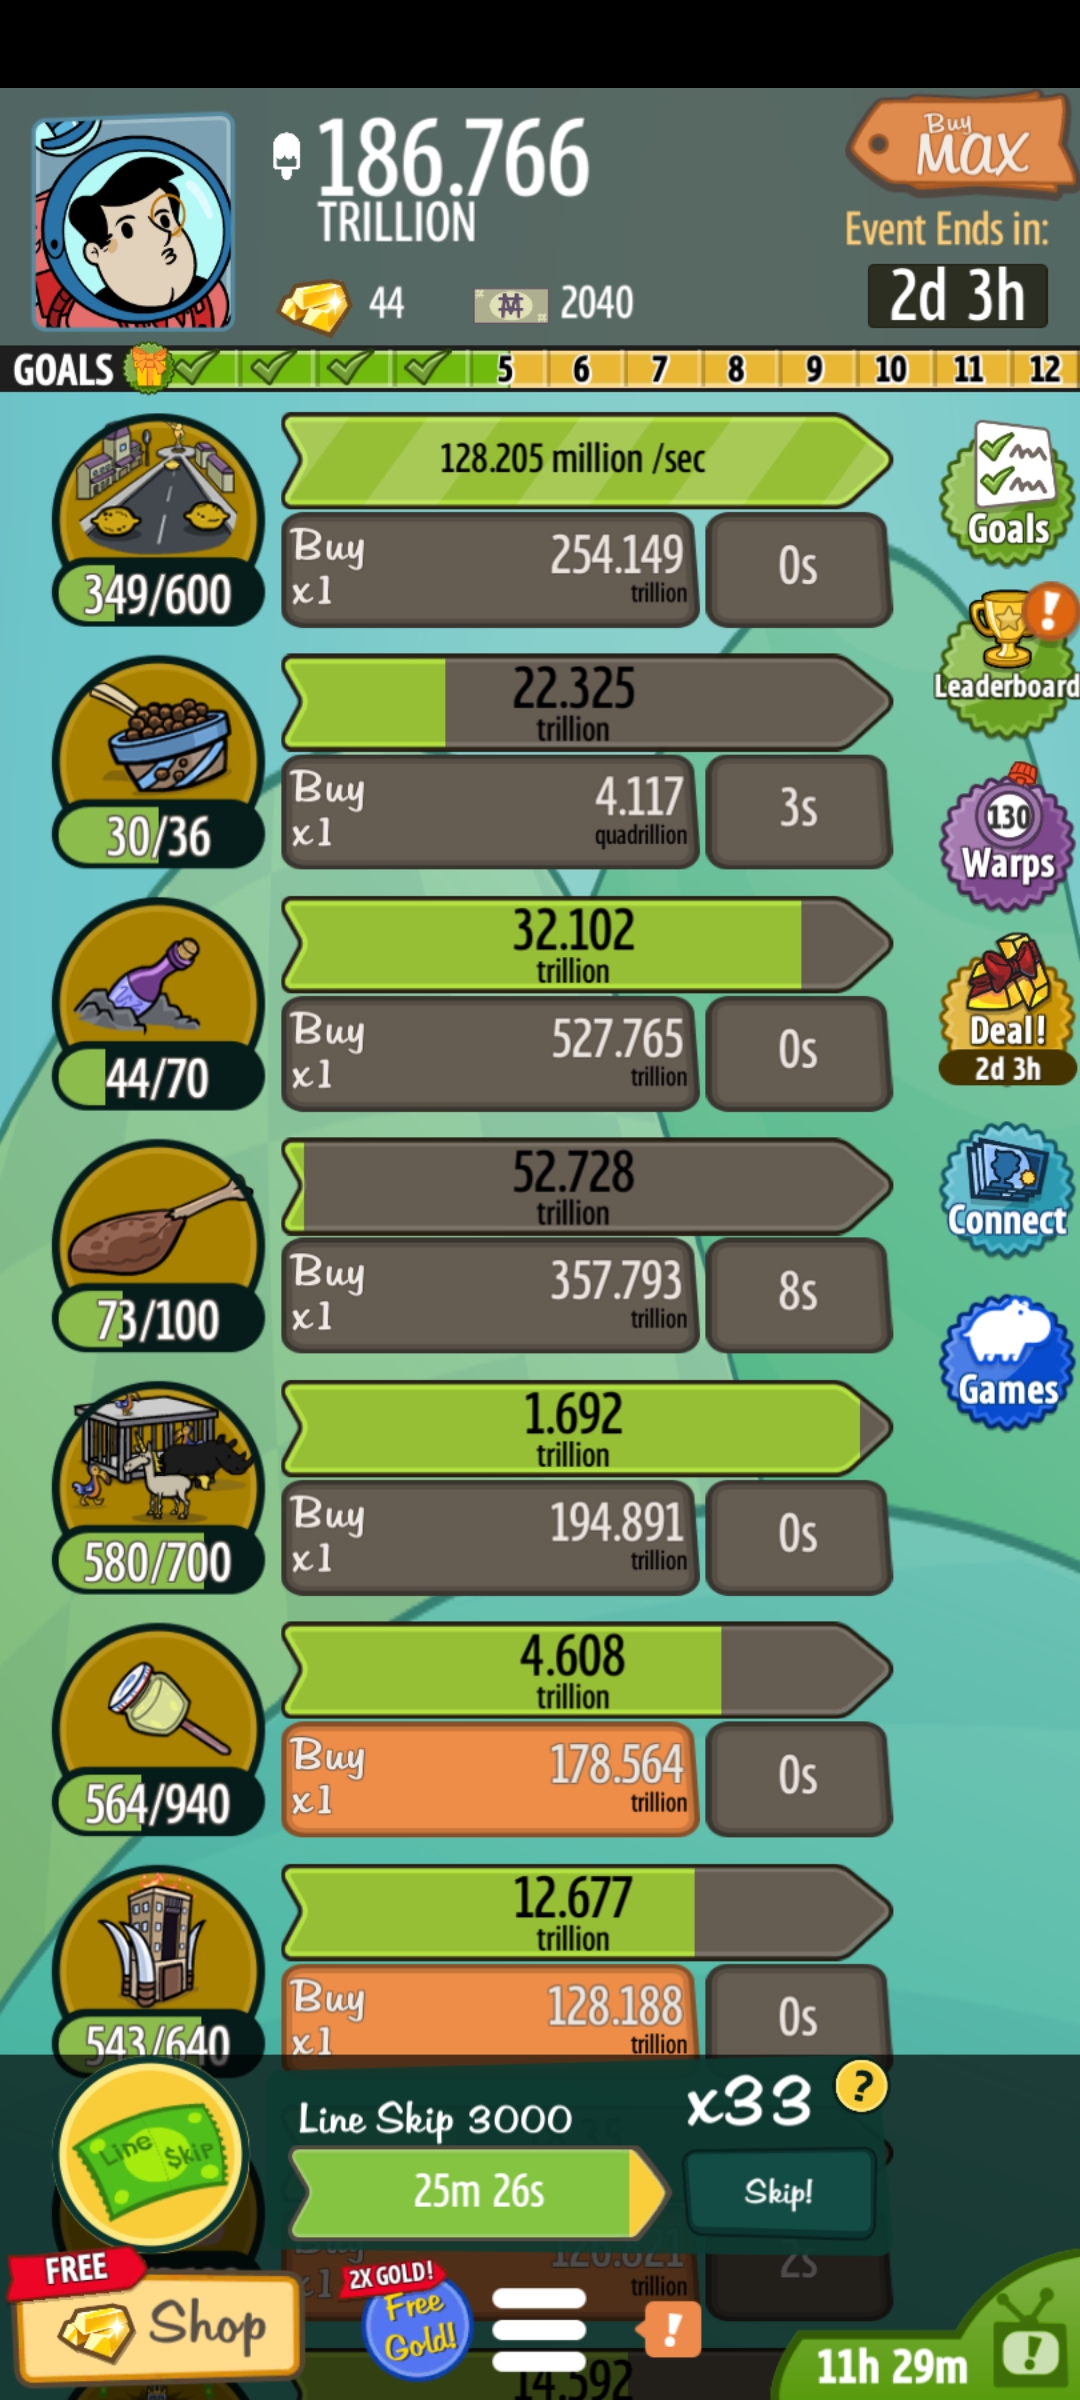 186.766
TRILLION
Buy
MAX
Event Ends in:
2d 3h
44
2040
GOALS 5 6 7 8 9 10 11 12
128.205 million /sec
Buy
x1
254.149
trillion
0s
349/600
Goals
22.325
trillion
Buy
x1
4.117
quadrillion
3s
30/36
Leaderboard
32.102
trillion
Buy
x1
527.765
trillion
0s
44/70
130
Warps
52.728
trillion
Buy
x1
357.793
trillion
8s
73/100
Deal!
2d 3h
1.692
trillion
Buy
x1
194.891
trillion
0s
580/700
Connect
4.608
trillion
Buy
x1
178.564
trillion
0s
564/940
Games
12.677
trillion
Buy
x1
128.188
trillion
0s
543/640
Line $kip
Line Skip 3000
x33
?
25m 26s
Skip!
x1
trillion
2s
FREE
Shop
2X GOLD!
Free
Gold!
!
14.592
11h 29m
!